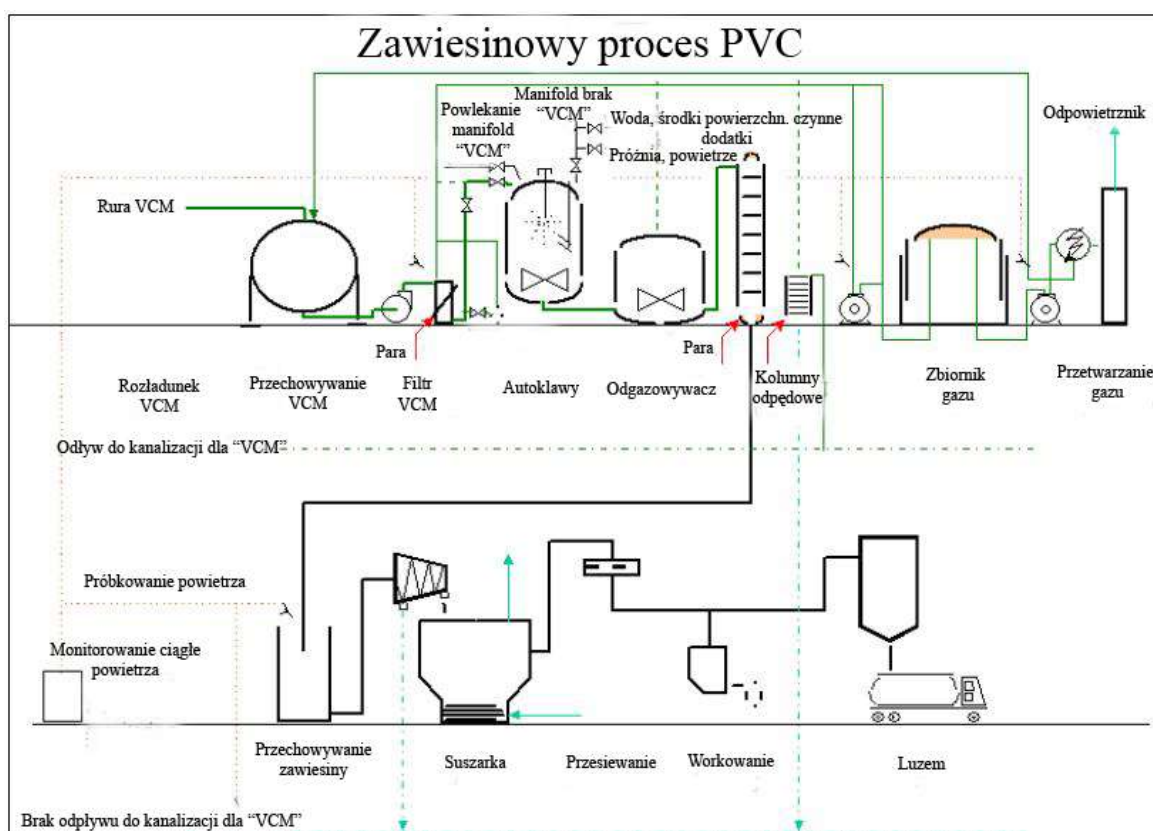 Zawiesinowy proces PVC
Manifold brak
“VCM”
Powlekanie
manifold
“VCM”
Woda, środki powierzchn. czynne
dodatki
Próżnia, powietrze
Odpowietrznik
Rura VCM
Para
Para
Rozładunek
VCM
Przechowywanie
VCM
Filtr
VCM
Autoklawy
Odgazowywacz
Kolumny
odpędowe
Zbiornik
gazu
Przetwarzanie
gazu
Odływ do kanalizacji dla “VCM”
Próbkowanie powietrza
Monitorowanie ciągłe
powietrza
Przechowywanie
zawiesiny
Suszarka
Przesiewanie
Workowanie
Luzem
Brak odpływu do kanalizacji dla “VCM”